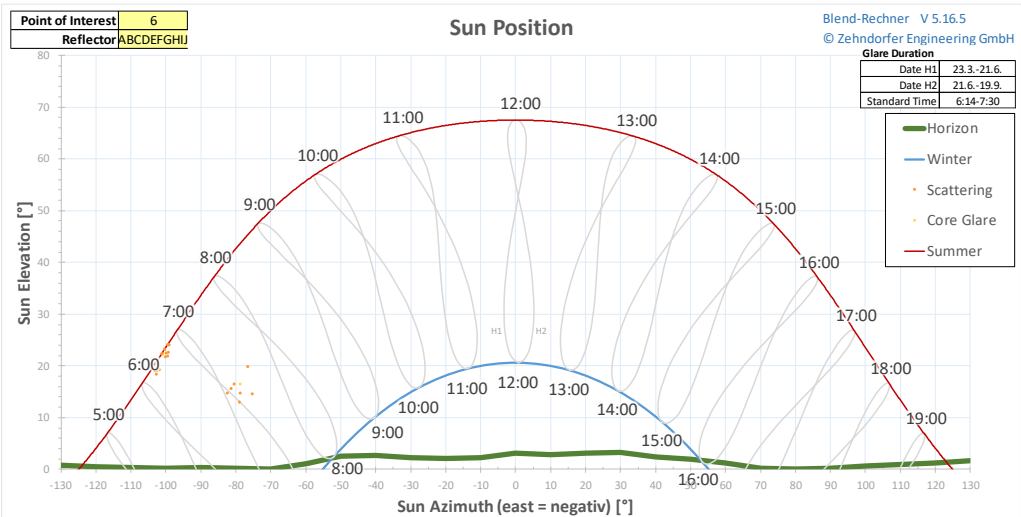 Point of Interest 6
Reflector ABCDEFGHIJ
Sun Position
Blend-Rechner V 5.16.5
© Zehndorfer Engineering GmbH
Glare Duration
Date H1 23.3.-21.6.
Date H2 21.6.-19.9.
Standard Time 6:14-7:30
Horizon
Winter
Scattering
Core Glare
Summer
Sun Elevation [°]
80
70
60
50
40
30
20
10
0
12:00
11:00
13:00
10:00
14:00
9:00
15:00
8:00
16:00
7:00
17:00
6:00
18:00
5:00
19:00
H1 H2
11:00
12:00
13:00
10:00
14:00
9:00
15:00
8:00
16:00
-130 -120 -110 -100 -90 -80 -70 -60 -50 -40 -30 -20 -10 0 10 20 30 40 50 60 70 80 90 100 110 120 130
Sun Azimuth (east = negativ) [°]